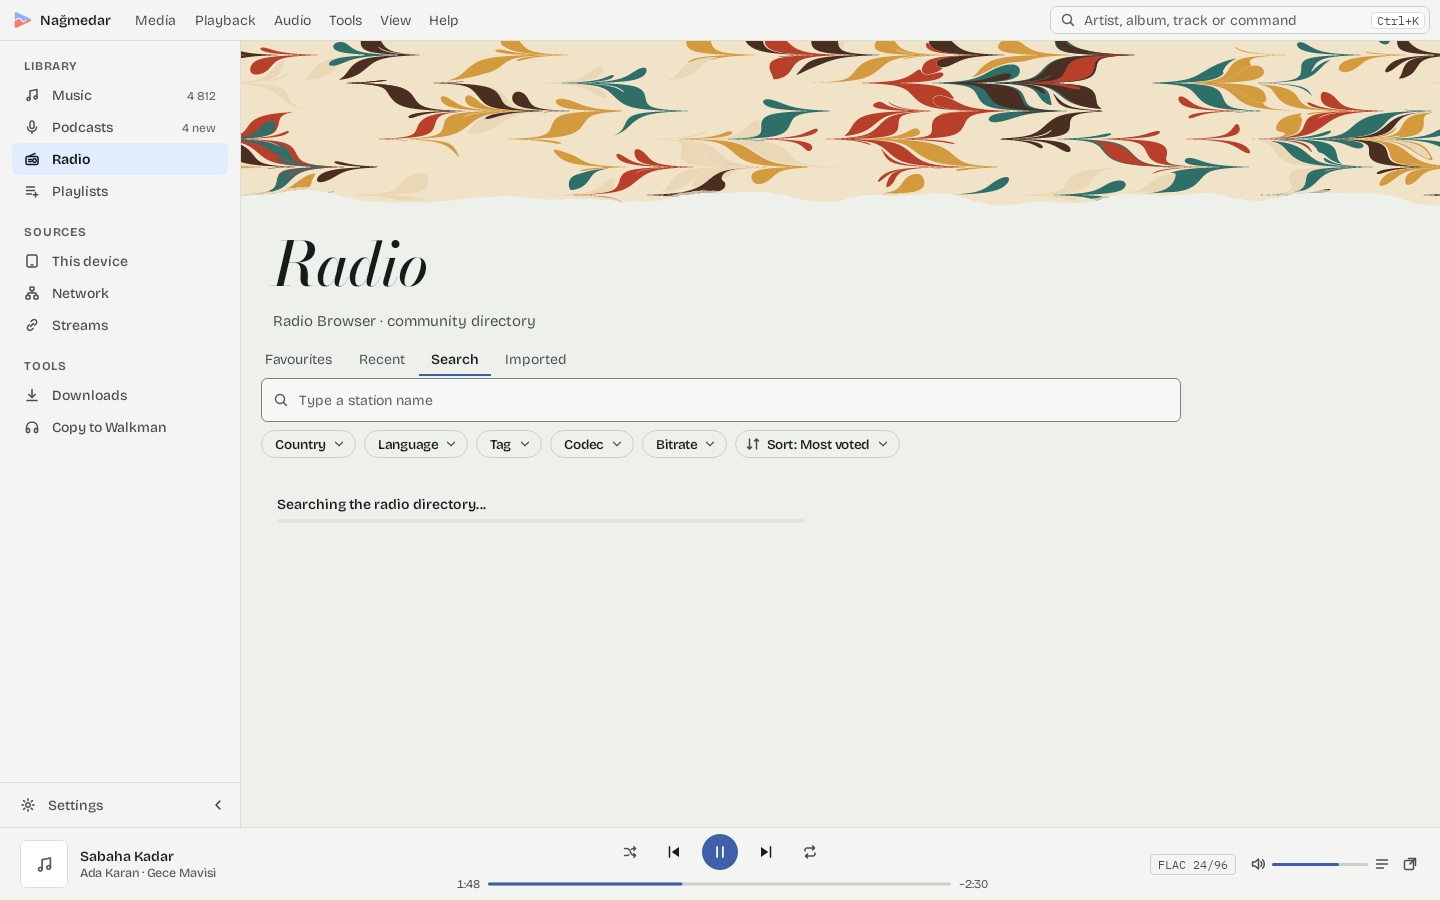 Nağmedar Media Playback Audio Tools View Help Artist, album, track or command Ctrl+K
LIBRARY
Music 4 812
Podcasts 4 new
Radio
Playlists
SOURCES
This device
Network
Streams
TOOLS
Downloads
Copy to Walkman
Settings
Radio
Radio Browser · community directory
Favourites Recent Search Imported
Type a station name
Country Language Tag Codec Bitrate Sort: Most voted
Searching the radio directory...
Sabaha Kadar
Ada Karan · Gece Mavisi
1:48 −2:30
FLAC 24/96